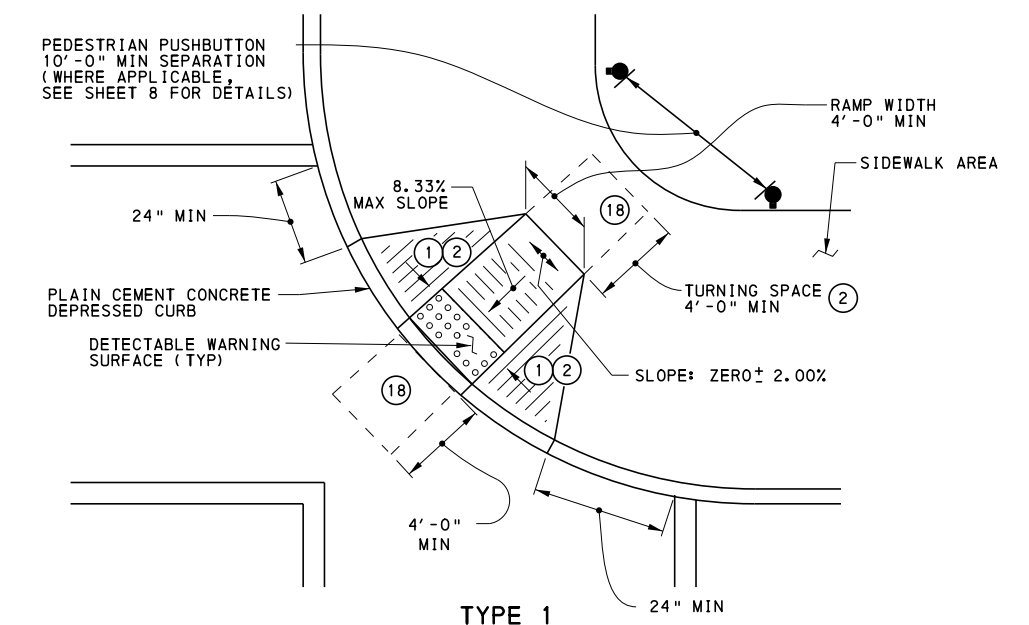 PEDESTRIAN PUSHBUTTON
10'-0" MIN SEPARATION
(WHERE APPLICABLE,
SEE SHEET 8 FOR DETAILS)
RAMP WIDTH
4'-0" MIN
SIDEWALK AREA
8.33%
MAX SLOPE
24" MIN
18
1 2
TURNING SPACE 2
4'-0" MIN
PLAIN CEMENT CONCRETE
DEPRESSED CURB
DETECTABLE WARNING
SURFACE (TYP)
1 2
SLOPE: ZERO± 2.00%
18
4'-0"
MIN
24" MIN
TYPE 1